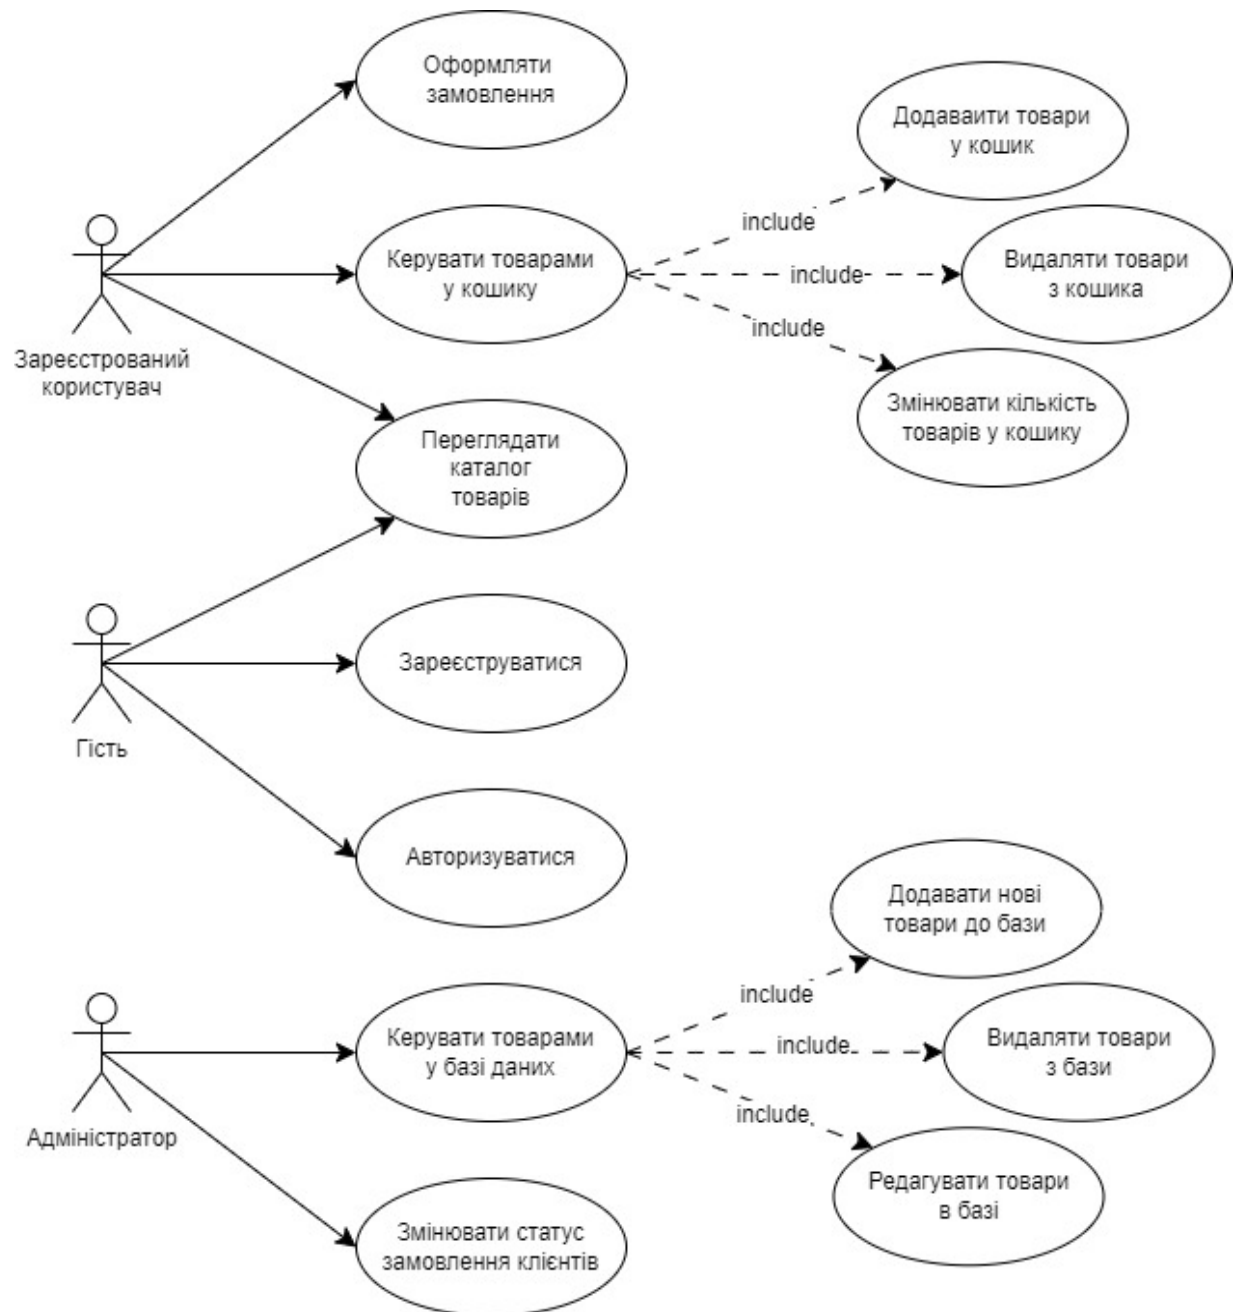 Оформляти
замовлення
Додаваити товари
у кошик
include
Керувати товарами
у кошику
include
Видаляти товари
з кошика
include
Зареєстрований
користувач
Змінювати кількість
товарів у кошику
Переглядати
каталог
товарів
Зареєструватися
Гість
Авторизуватися
Додавати нові
товари до бази
include
Керувати товарами
у базі даних
include
Видаляти товари
з бази
include
Адміністратор
Редагувати товари
в базі
Змінювати статус
замовлення клієнтів